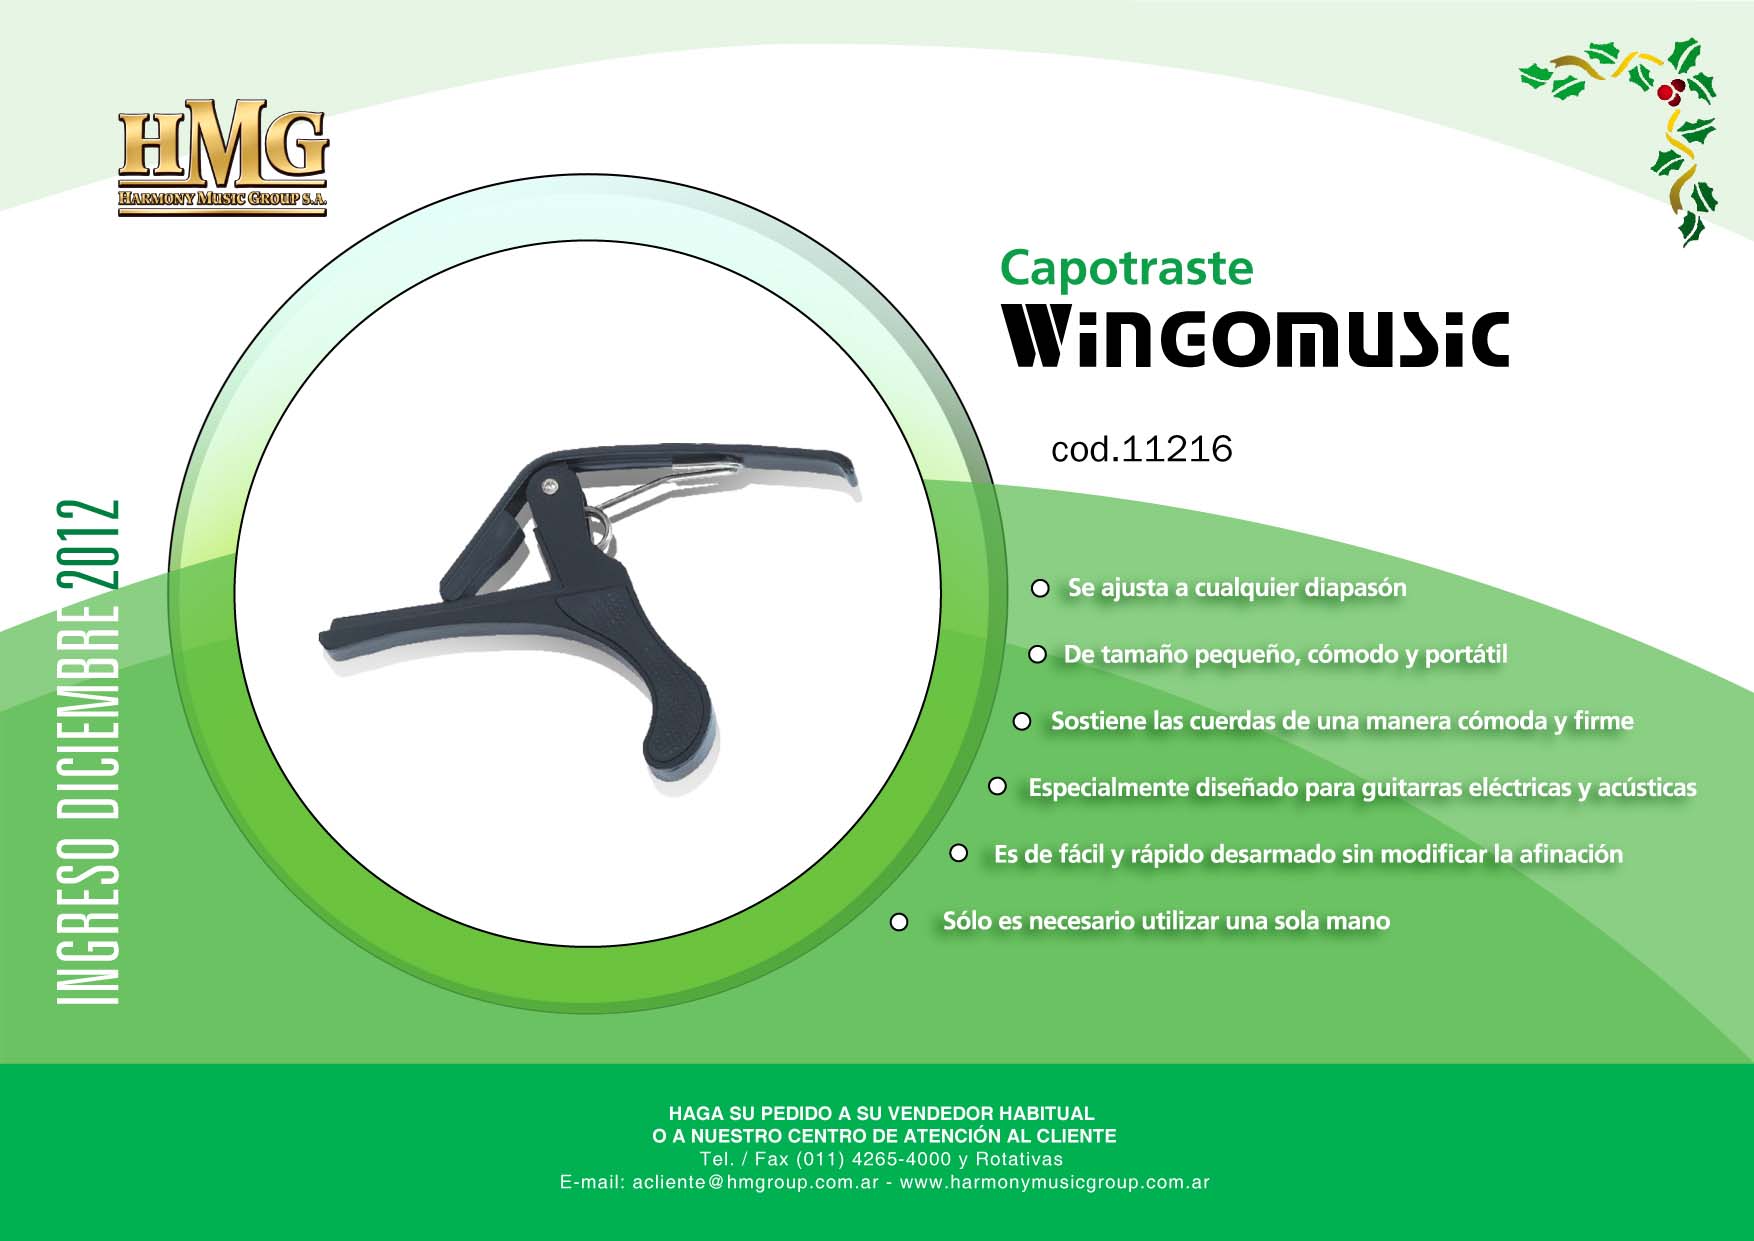 HMG
HARMONY MUSIC GROUP S.A.
Capotraste
WINGOMUSIC
cod.11216
INGRESO DICIEMBRE 2012
Se ajusta a cualquier diapasón
De tamaño pequeño, cómodo y portátil
Sostiene las cuerdas de una manera cómoda y firme
Especialmente diseñado para guitarras eléctricas y acústicas
Es de fácil y rápido desarmado sin modificar la afinación
Sólo es necesario utilizar una sola mano
HAGA SU PEDIDO A SU VENDEDOR HABITUAL
O A NUESTRO CENTRO DE ATENCIÓN AL CLIENTE
Tel. / Fax (011) 4265-4000 y Rotativas
E-mail: acliente@hmgroup.com.ar - www.harmonymusicgroup.com.ar